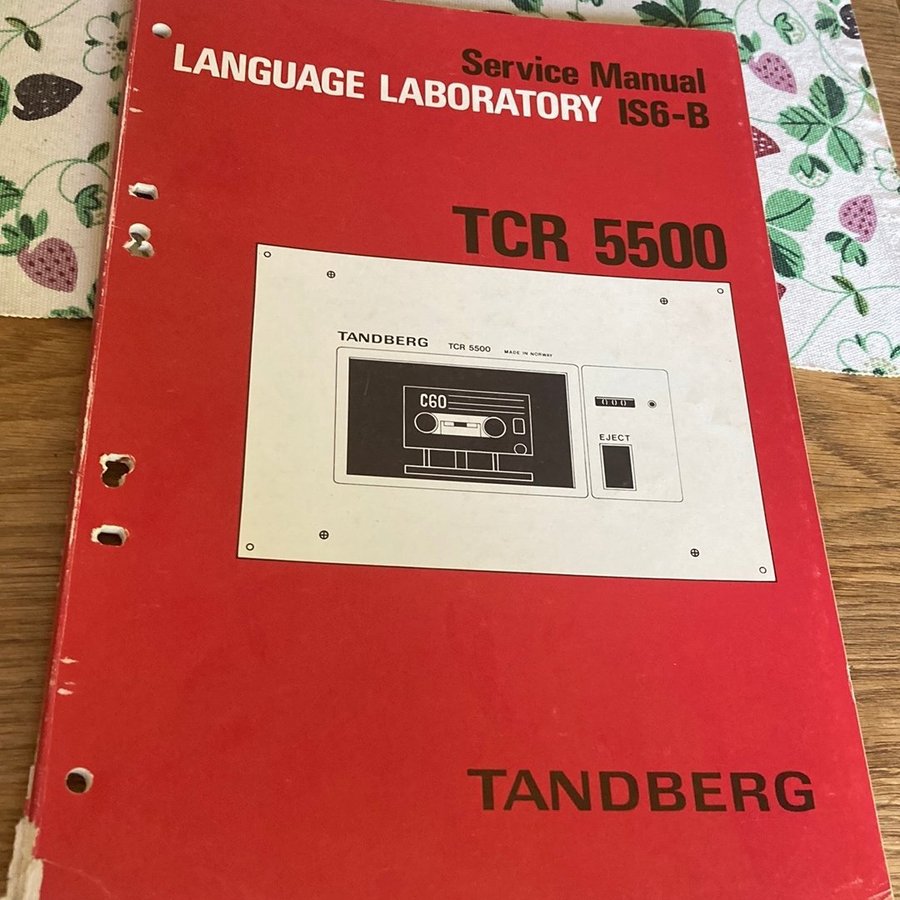 Service Manual
LANGUAGE LABORATORY IS6-B
TCR 5500
TANDBERG TCR 5500 MADE IN NORWAY
C60
000
EJECT
TANDBERG